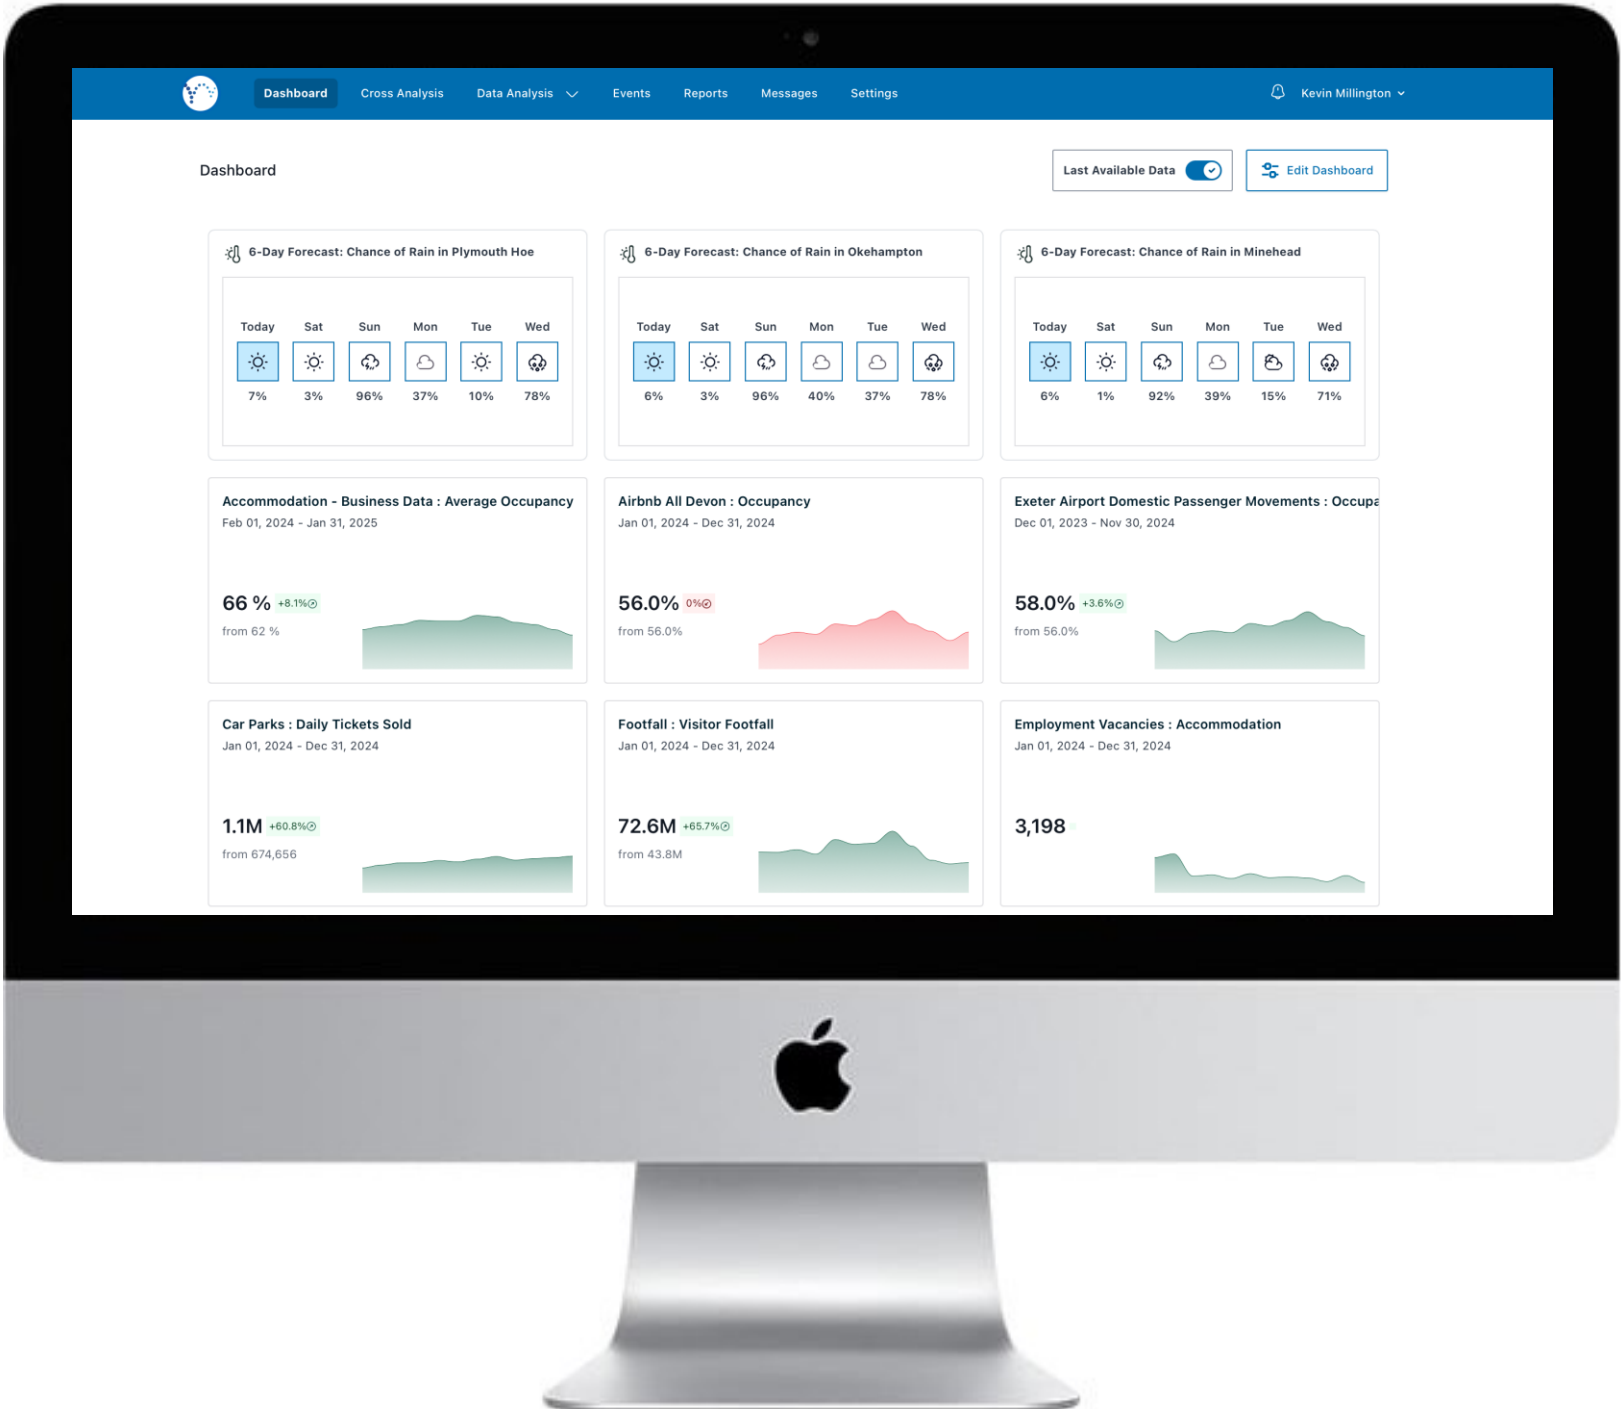 Dashboard Cross Analysis Data Analysis Events Reports Messages Settings Kevin Millington
Dashboard
Last Available Data
Edit Dashboard
6-Day Forecast: Chance of Rain in Plymouth Hoe
Today Sat Sun Mon Tue Wed
7% 3% 96% 37% 10% 78%
6-Day Forecast: Chance of Rain in Okehampton
Today Sat Sun Mon Tue Wed
6% 3% 96% 40% 37% 78%
6-Day Forecast: Chance of Rain in Minehead
Today Sat Sun Mon Tue Wed
6% 1% 92% 39% 15% 71%
Accommodation - Business Data : Average Occupancy
Feb 01, 2024 - Jan 31, 2025
66 % +8.1%
from 62 %
Airbnb All Devon : Occupancy
Jan 01, 2024 - Dec 31, 2024
56.0% 0%
from 56.0%
Exeter Airport Domestic Passenger Movements : Occupa
Dec 01, 2023 - Nov 30, 2024
58.0% +3.6%
from 56.0%
Car Parks : Daily Tickets Sold
Jan 01, 2024 - Dec 31, 2024
1.1M +60.8%
from 674,656
Footfall : Visitor Footfall
Jan 01, 2024 - Dec 31, 2024
72.6M +65.7%
from 43.8M
Employment Vacancies : Accommodation
Jan 01, 2024 - Dec 31, 2024
3,198